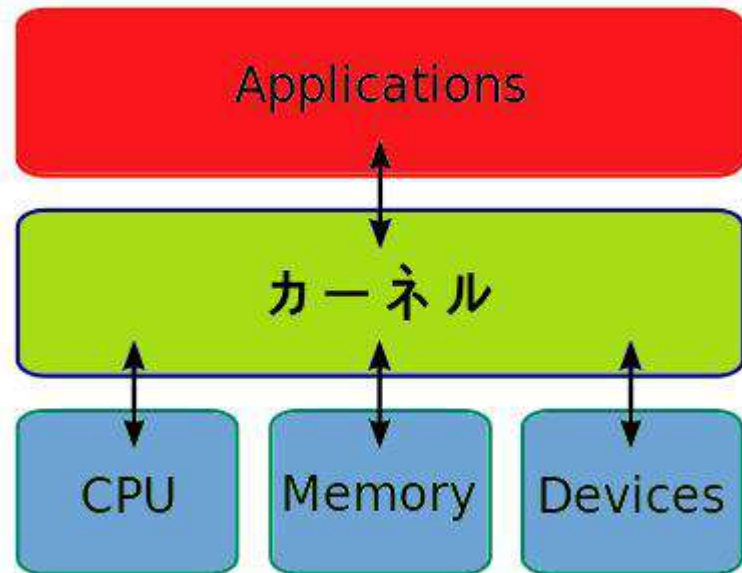 Applications
カーネル
CPU
Memory
Devices